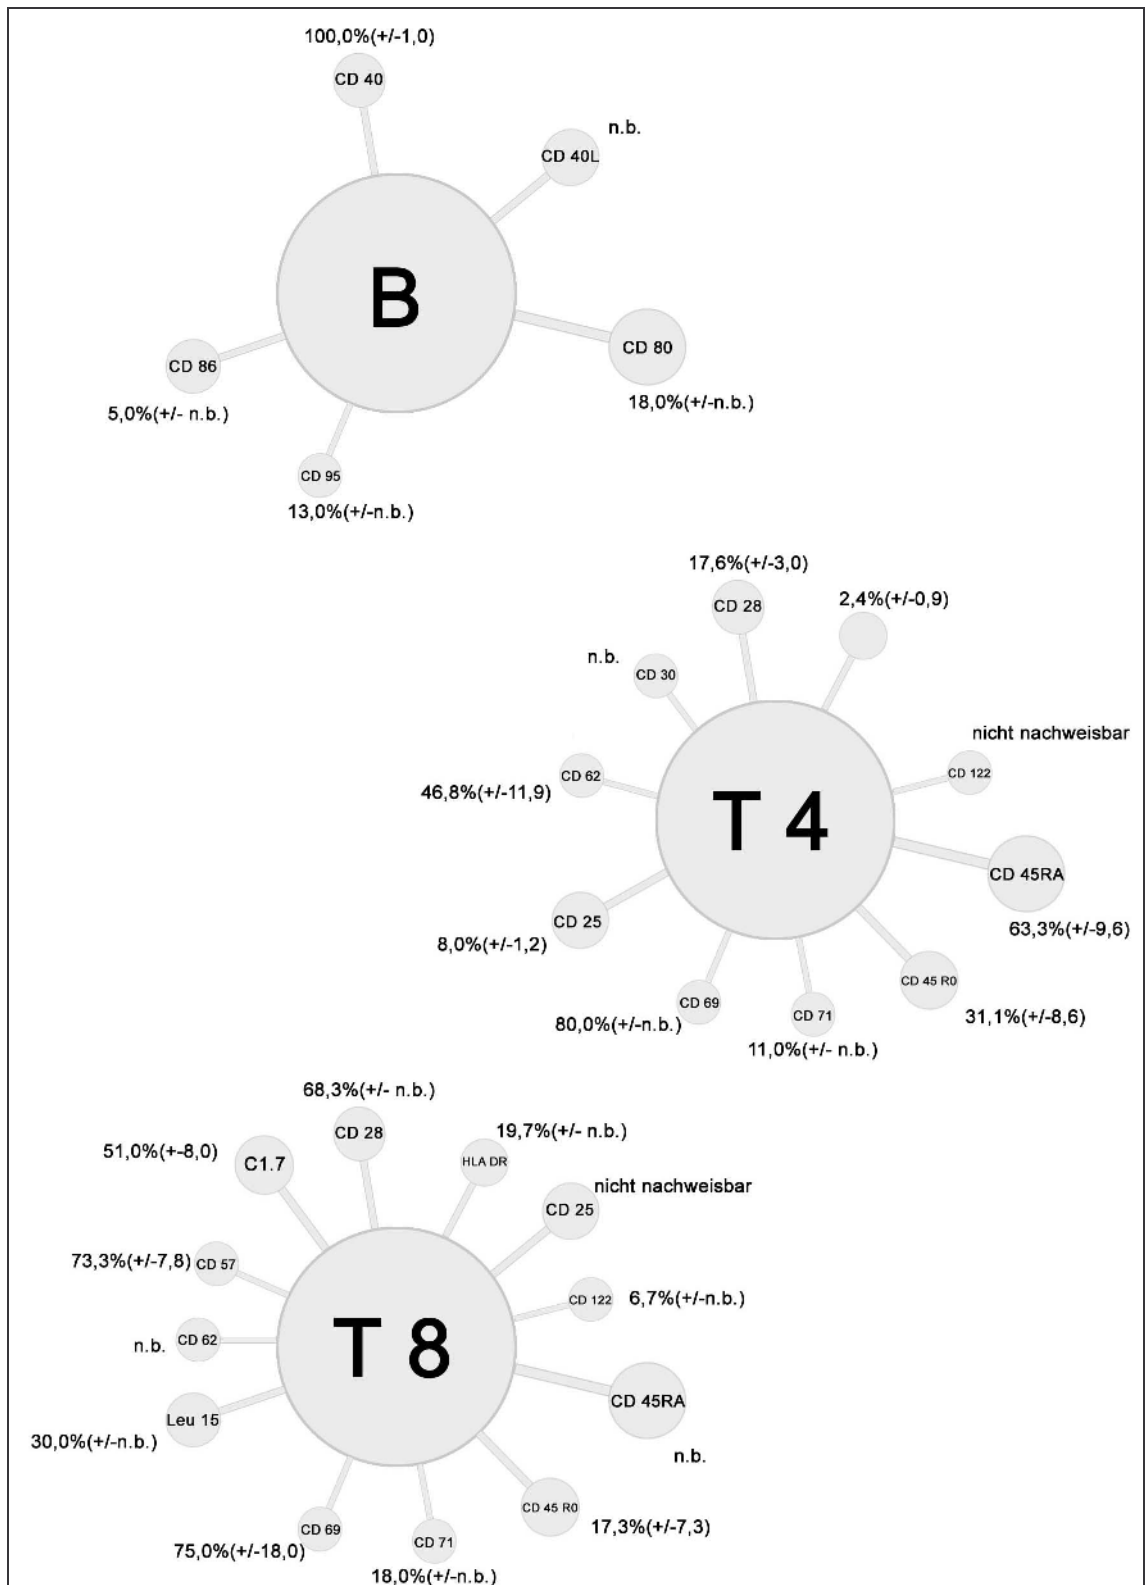 100,0%(+/-1,0)
CD 40
n.b.
CD 40L
B
CD 80
18,0%(+/-n.b.)
CD 86
5,0%(+/- n.b.)
CD 95
13,0%(+/-n.b.)
17,6%(+/-3,0)
CD 28
2,4%(+/-0,9)
n.b.
CD 30
nicht nachweisbar
CD 122
CD 62
46,8%(+/-11,9)
T 4
CD 45RA
63,3%(+/-9,6)
CD 25
8,0%(+/-1,2)
CD 45 R0
31,1%(+/-8,6)
CD 69
80,0%(+/-n.b.)
CD 71
11,0%(+/- n.b.)
68,3%(+/- n.b.)
CD 28
19,7%(+/- n.b.)
HLA DR
51,0%(+-8,0)
C1.7
nicht nachweisbar
CD 25
73,3%(+/-7,8)
CD 57
CD 122
6,7%(+/-n.b.)
n.b.
CD 62
T 8
CD 45RA
n.b.
Leu 15
30,0%(+/-n.b.)
CD 45 R0
17,3%(+/-7,3)
CD 69
75,0%(+/-18,0)
CD 71
18,0%(+/-n.b.)